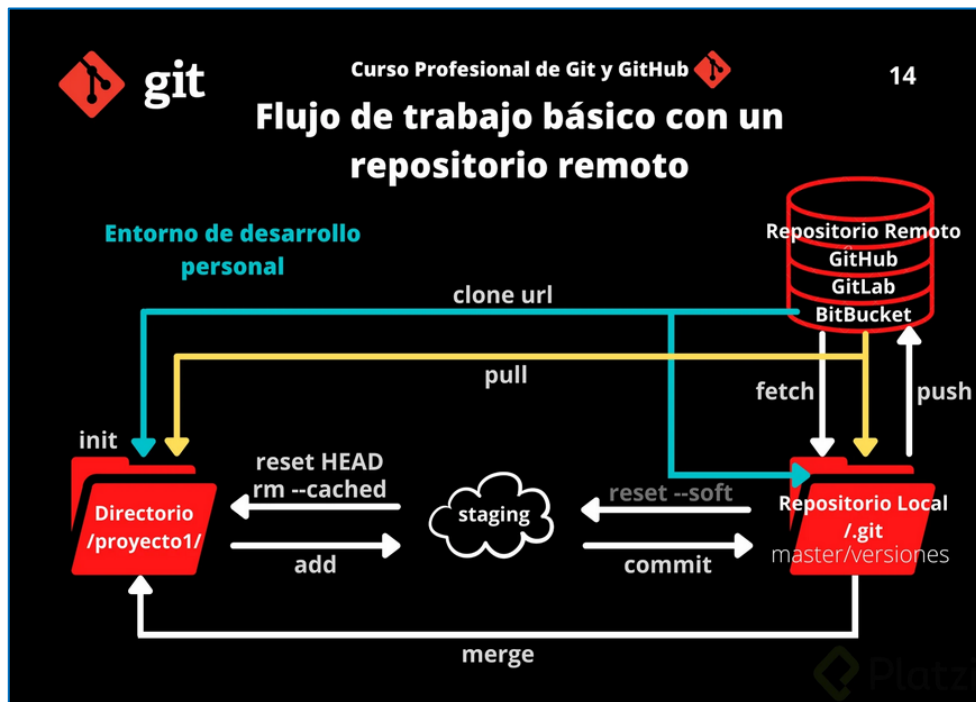 git
Curso Profesional de Git y GitHub
14
Flujo de trabajo básico con un
repositorio remoto
Entorno de desarrollo
personal
Repositorio Remoto
GitHub
GitLab
BitBucket
clone url
pull
fetch
push
init
reset HEAD
rm --cached
reset --soft
Directorio
/proyecto1/
staging
Repositorio Local
/.git
master/versiones
add
commit
merge